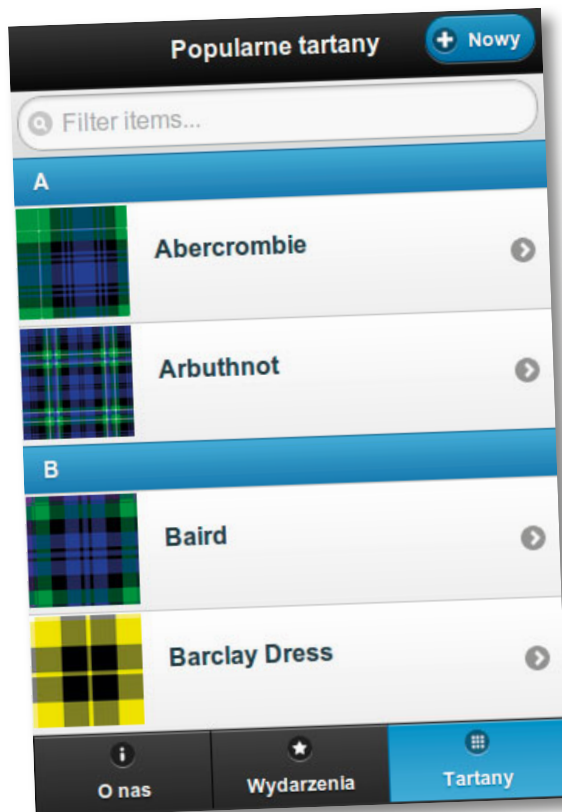 Popularne tartany
Nowy
Filter items...
A
Abercrombie
Arbuthnot
B
Baird
Barclay Dress
O nas
Wydarzenia
Tartany